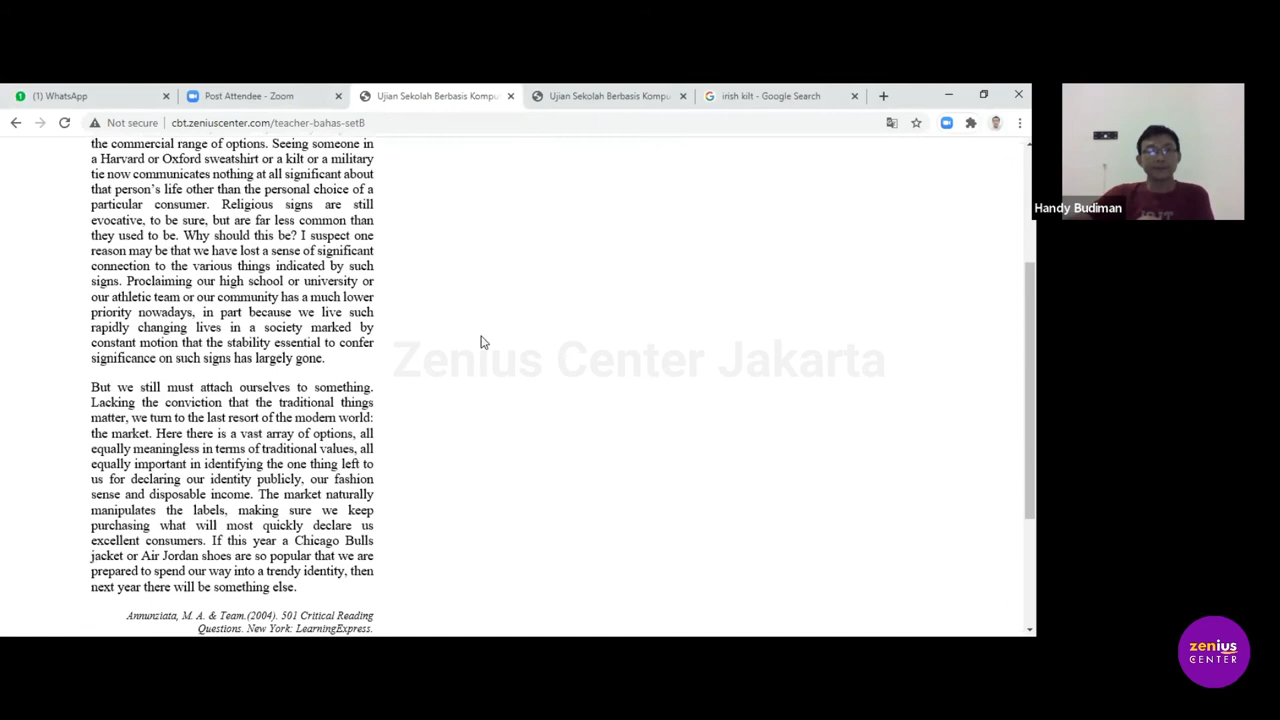 (1) WhatsApp
Post Attendee - Zoom
Ujian Sekolah Berbasis Kompu
Ujian Sekolah Berbasis Kompu
irish kilt - Google Search
Not secure
cbt.zeniuscenter.com/teacher-bahas-setB
the commercial range of options. Seeing someone in
a Harvard or Oxford sweatshirt or a kilt or a military
tie now communicates nothing at all significant about
that person's life other than the personal choice of a
particular consumer. Religious signs are still
evocative, to be sure, but are far less common than
they used to be. Why should this be? I suspect one
reason may be that we have lost a sense of significant
connection to the various things indicated by such
signs. Proclaiming our high school or university or
our athletic team or our community has a much lower
priority nowadays, in part because we live such
rapidly changing lives in a society marked by
constant motion that the stability essential to confer
significance on such signs has largely gone.
But we still must attach ourselves to something.
Lacking the conviction that the traditional things
matter, we turn to the last resort of the modern world:
the market. Here there is a vast array of options, all
equally meaningless in terms of traditional values, all
equally important in identifying the one thing left to
us for declaring our identity publicly, our fashion
sense and disposable income. The market naturally
manipulates the labels, making sure we keep
purchasing what will most quickly declare us
excellent consumers. If this year a Chicago Bulls
jacket or Air Jordan shoes are so popular that we are
prepared to spend our way into a trendy identity, then
next year there will be something else.
Annunziata, M. A. & Team.(2004). 501 Critical Reading
Questions. New York: LearningExpress.
Zenius Center Jakarta
Handy Budiman
zenius
CENTER